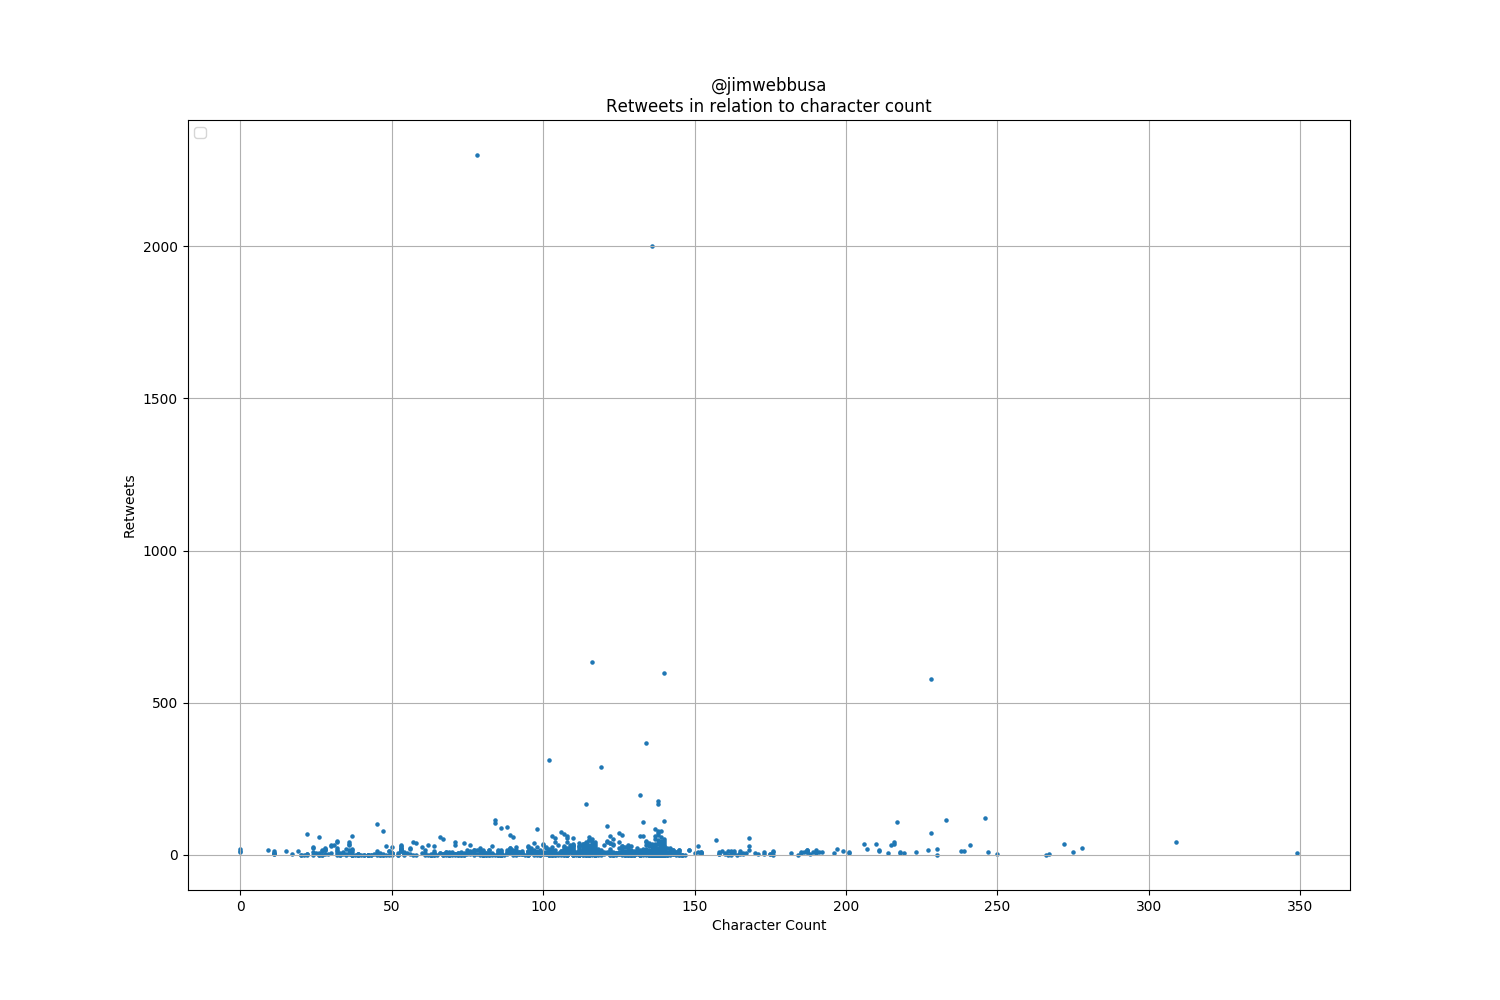 @jimwebbusa
Retweets in relation to character count
2000
1500
1000
500
0
Retweets
0 50 100 150 200 250 300 350
Character Count